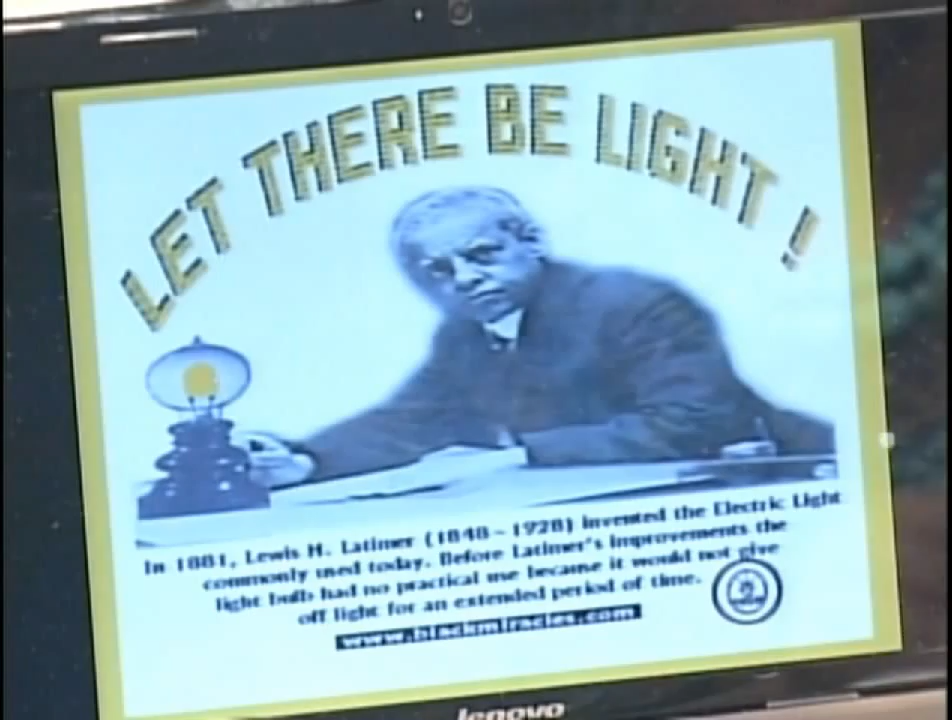 LET THERE BE LIGHT !
In 1881, Lewis H. Latimer (1848 - 1928) invented the Electric Light
commonly used today. Before Latimer's improvements the
light bulb had no practical use because it would not give
off light for an extended period of time.
www.blackmiracles.com
lenovo